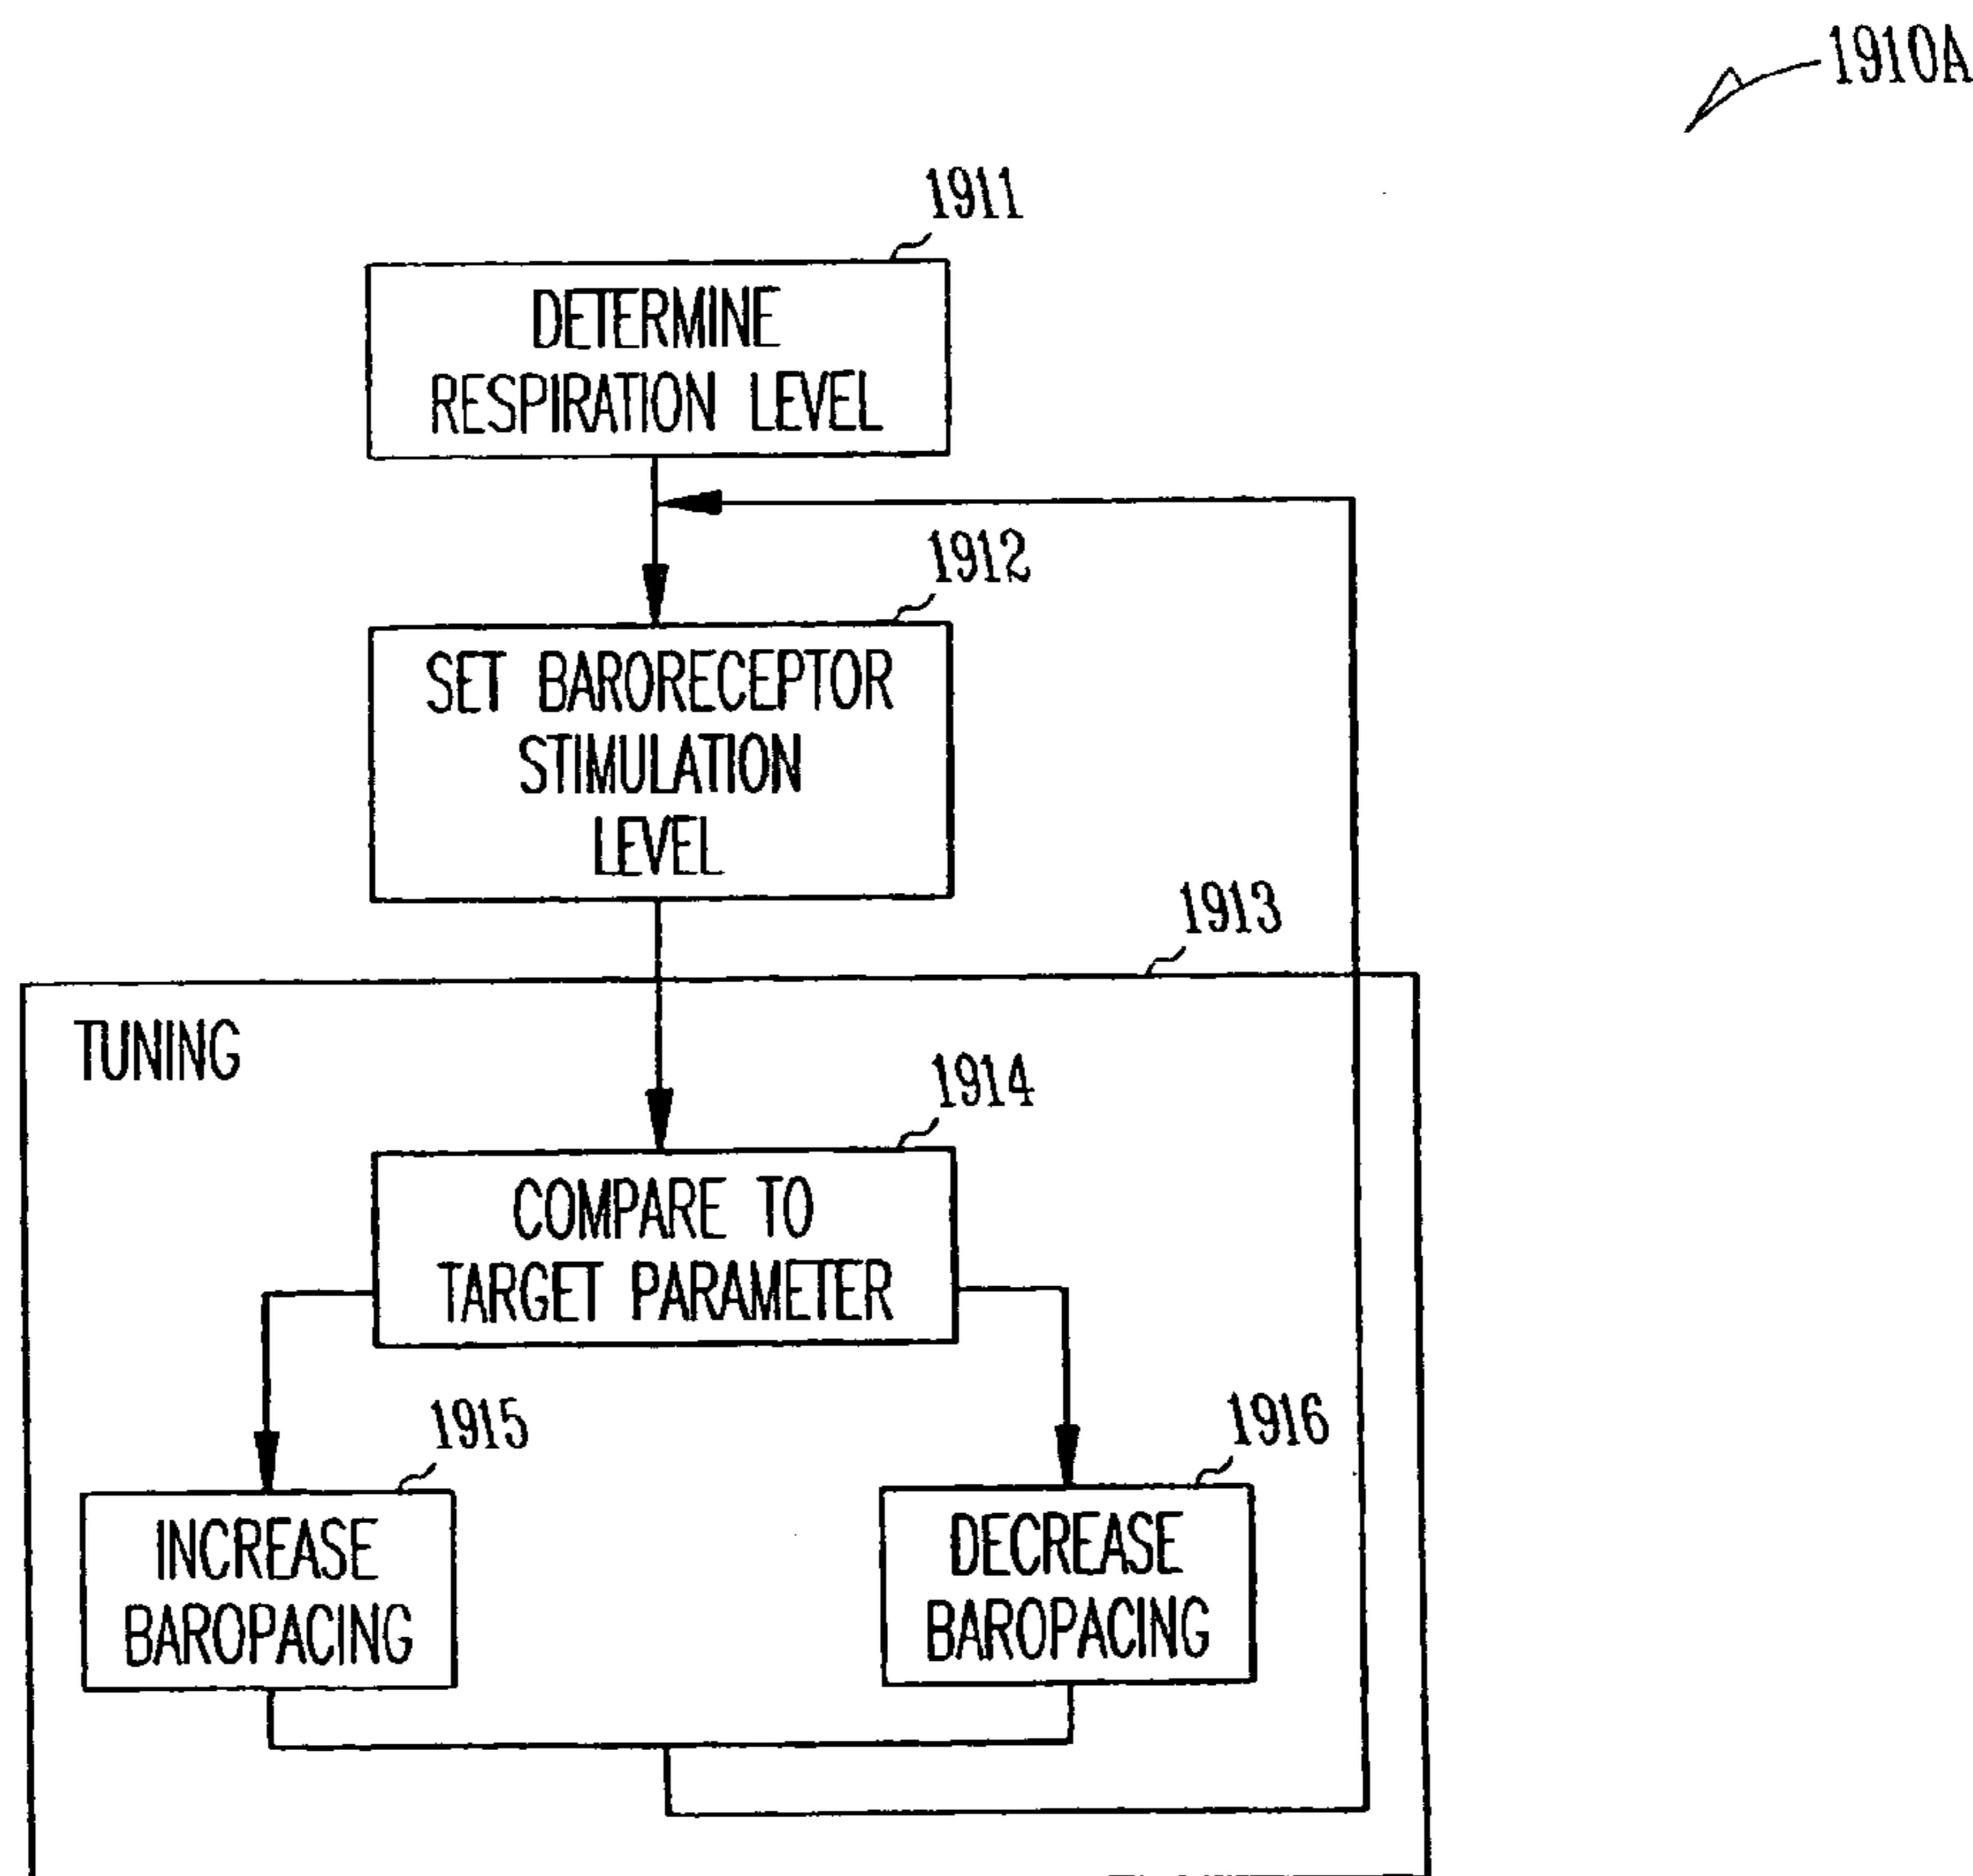 1910A
1911
DETERMINE
RESPIRATION LEVEL
1912
SET BARORECEPTOR
STIMULATION
LEVEL
1913
TUNING
1914
COMPARE TO
TARGET PARAMETER
1915
INCREASE
BAROPACING
1916
DECREASE
BAROPACING